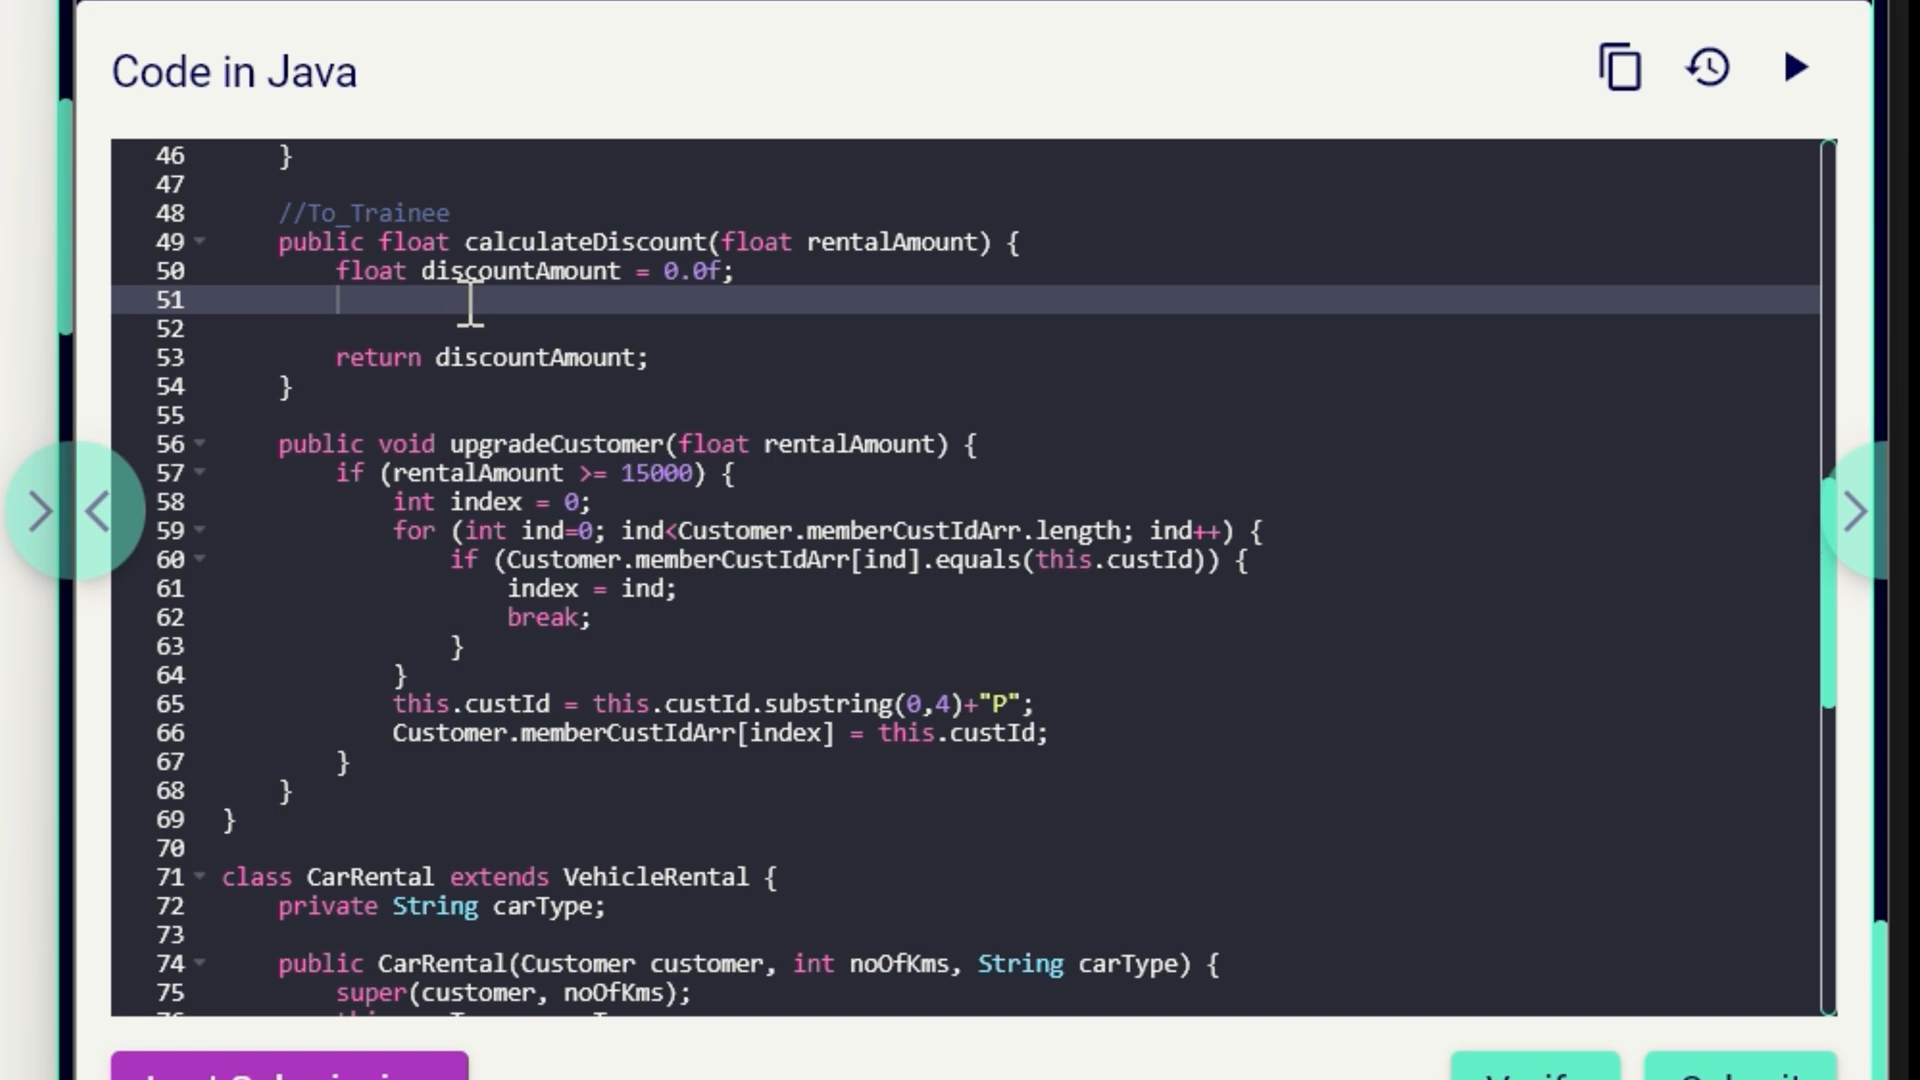 Code in Java
46 }
47
48 //To_Trainee
49 public float calculateDiscount(float rentalAmount) {
50 float discountAmount = 0.0f;
51
52
53 return discountAmount;
54 }
55
56 public void upgradeCustomer(float rentalAmount) {
57 if (rentalAmount >= 15000) {
58 int index = 0;
59 for (int ind=0; ind<Customer.memberCustIdArr.length; ind++) {
60 if (Customer.memberCustIdArr[ind].equals(this.custId)) {
61 index = ind;
62 break;
63 }
64 }
65 this.custId = this.custId.substring(0,4)+"P";
66 Customer.memberCustIdArr[index] = this.custId;
67 }
68 }
69 }
70
71 class CarRental extends VehicleRental {
72 private String carType;
73
74 public CarRental(Customer customer, int noOfKms, String carType) {
75 super(customer, noOfKms);